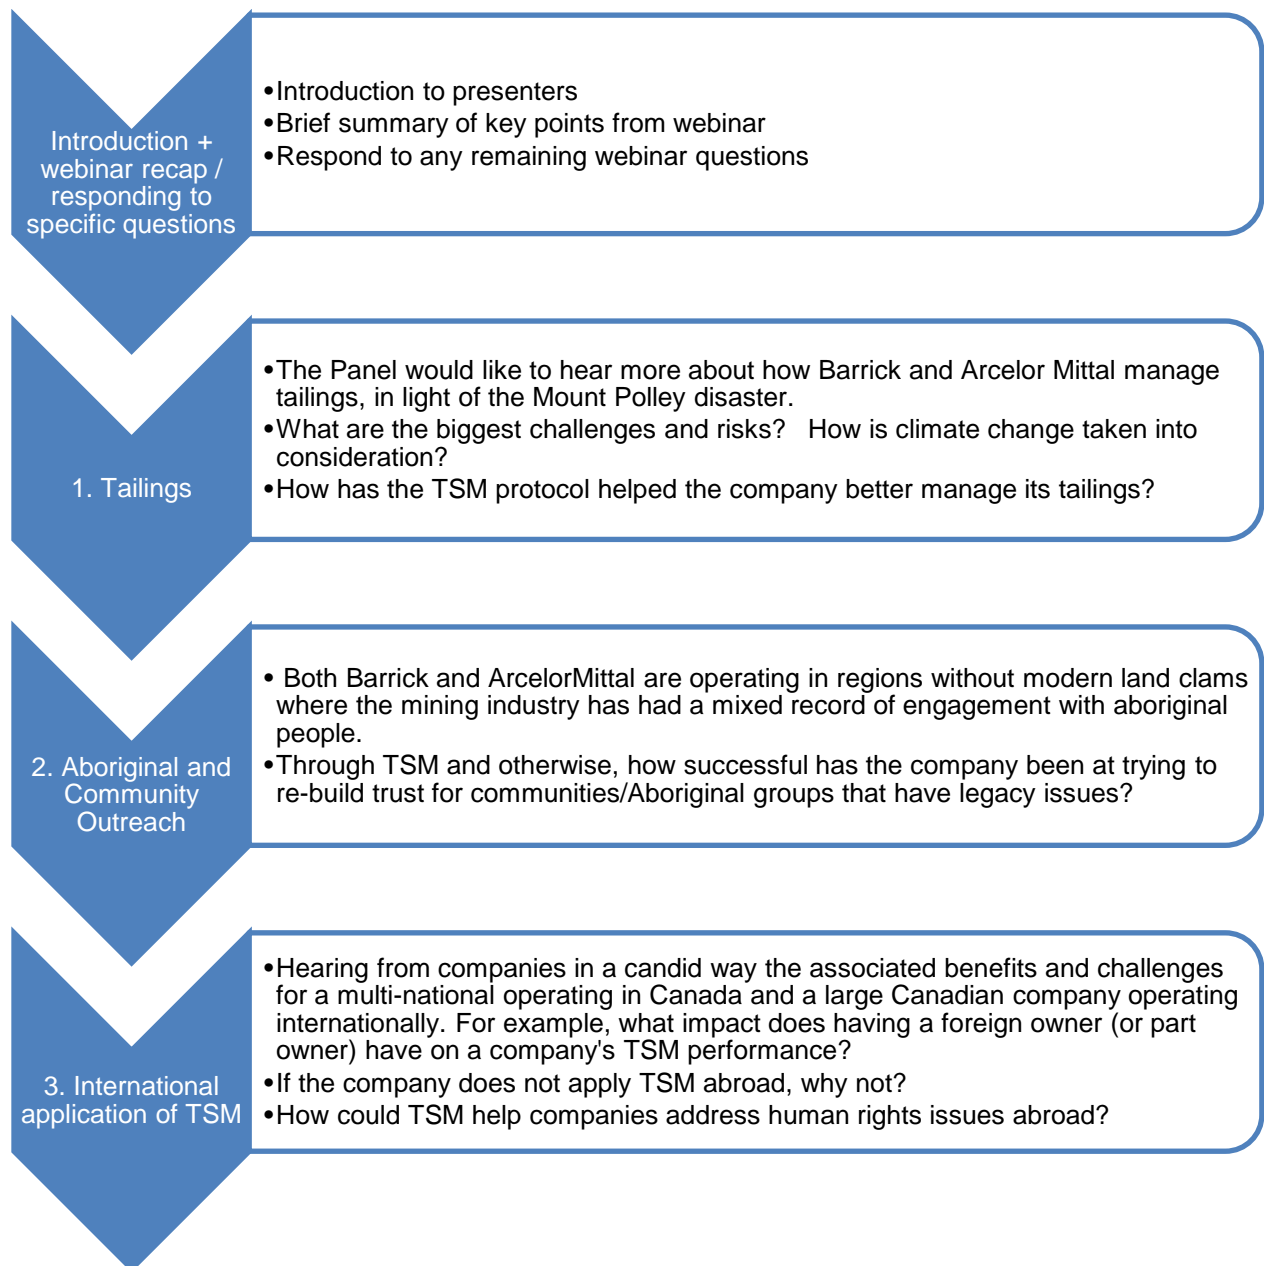 Introduction +
webinar recap /
responding to
specific questions
•Introduction to presenters
•Brief summary of key points from webinar
•Respond to any remaining webinar questions
1. Tailings
•The Panel would like to hear more about how Barrick and Arcelor Mittal manage
tailings, in light of the Mount Polley disaster.
•What are the biggest challenges and risks?   How is climate change taken into
consideration?
•How has the TSM protocol helped the company better manage its tailings?
2. Aboriginal and
Community
Outreach
• Both Barrick and ArcelorMittal are operating in regions without modern land clams
where the mining industry has had a mixed record of engagement with aboriginal
people.
•Through TSM and otherwise, how successful has the company been at trying to
re-build trust for communities/Aboriginal groups that have legacy issues?
3. International
application of TSM
•Hearing from companies in a candid way the associated benefits and challenges
for a multi-national operating in Canada and a large Canadian company operating
internationally. For example, what impact does having a foreign owner (or part
owner) have on a company's TSM performance?
•If the company does not apply TSM abroad, why not?
•How could TSM help companies address human rights issues abroad?